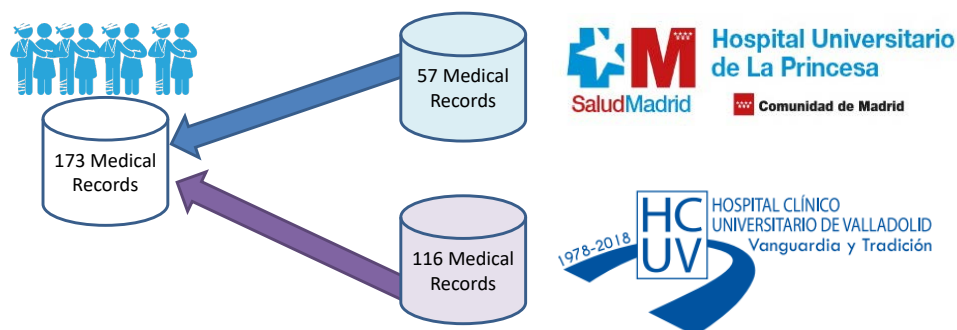 57 Medical
Records
Hospital Universitario
de La Princesa
SaludMadrid
Comunidad de Madrid
173 Medical
Records
116 Medical
Records
1978-2018
HC
UV
HOSPITAL CLÍNICO
UNIVERSITARIO DE VALLADOLID
Vanguardia y Tradición